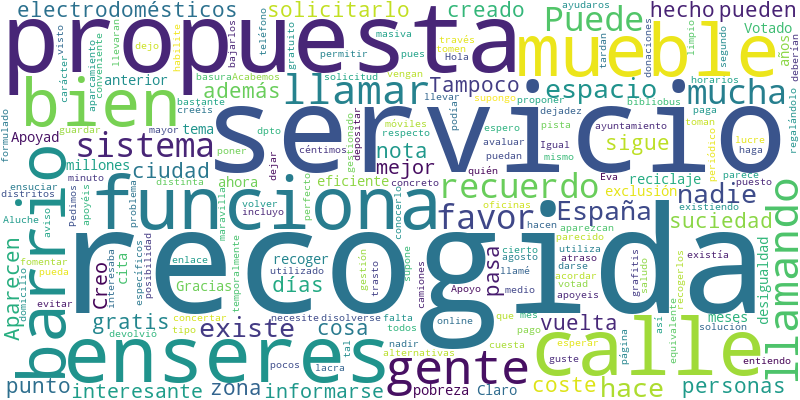 electrodomésticos
solicitarlo
creado
hecho
pueden
propuesta
Puede
mueble
bien
llamar
espacio
mucha
además
Tampoco
anterior
servicio
sistema
ciudad
nota
mejor
sigue
nadie
millones
tema
ahora
eficiente
recuerdo
reciclaje
exclusión
barrio
funciona
favor
España
suciedad
llamando
recogida
Aparecen
Creo
cita
Gracias
recoger
días
pasa
desigualdad
gratis
existe
cosa
vuelta
meses
enseres
gente
calle
punto
interesante
zona
informarse
pobreza
Claro
coste
hace
personas
carácter
visto
aparcamiento
conveniente
llevaran
dejo
habilite
bajarlos
teléfono
gratuito
permitir
masiva
pues
través
tomen
Hola
tardan
ayudaros
donaciones
limpio
segundo
Votado
años
deberían
basura
Acabemos
solicitud
vengan
llevar
podía
supongo
proponer
dejadez
horarios
bibliobus
paga
regalándolo
formulado
Apoyad
guardar
bastante
creéis
mayor
dpto
poner
móviles
respecto
gestionado
depositar
espero
avaluar
puedan
pista
ayuntamiento
Igual
mismo
toman
periódico
lucre
haga
parece
puesto
ensuciar
distritos
Pedimos
minuto
apoyéis
distinta
céntimos
dejar
quién
concreto
Eva
existiendo
Aluche
aviso
problema
volver
incluyo
perfecto
conocerla
oficinas
hacen
aparezcan
parecido
utiliza
atraso
darse
cierto
agosto
grafitis
existía
saludo
recogerlos
fomentar
pueda
domicilio
interesaba
específicos
posibilidad
enlace
utilizado
maravilla
temporalmente
trasto
gestión
supone
camiones
llamé
medio
acordar
votad
apoyeis
solución
así
evitar
devolvió
concertar
tipo
necesite
disolverse
pocos
lacra
falta
todos
tal
nadir
alternativas
Apoyo
online
que
mes
pago
cuesta
esperar
guste
página
equivalente
entiendo